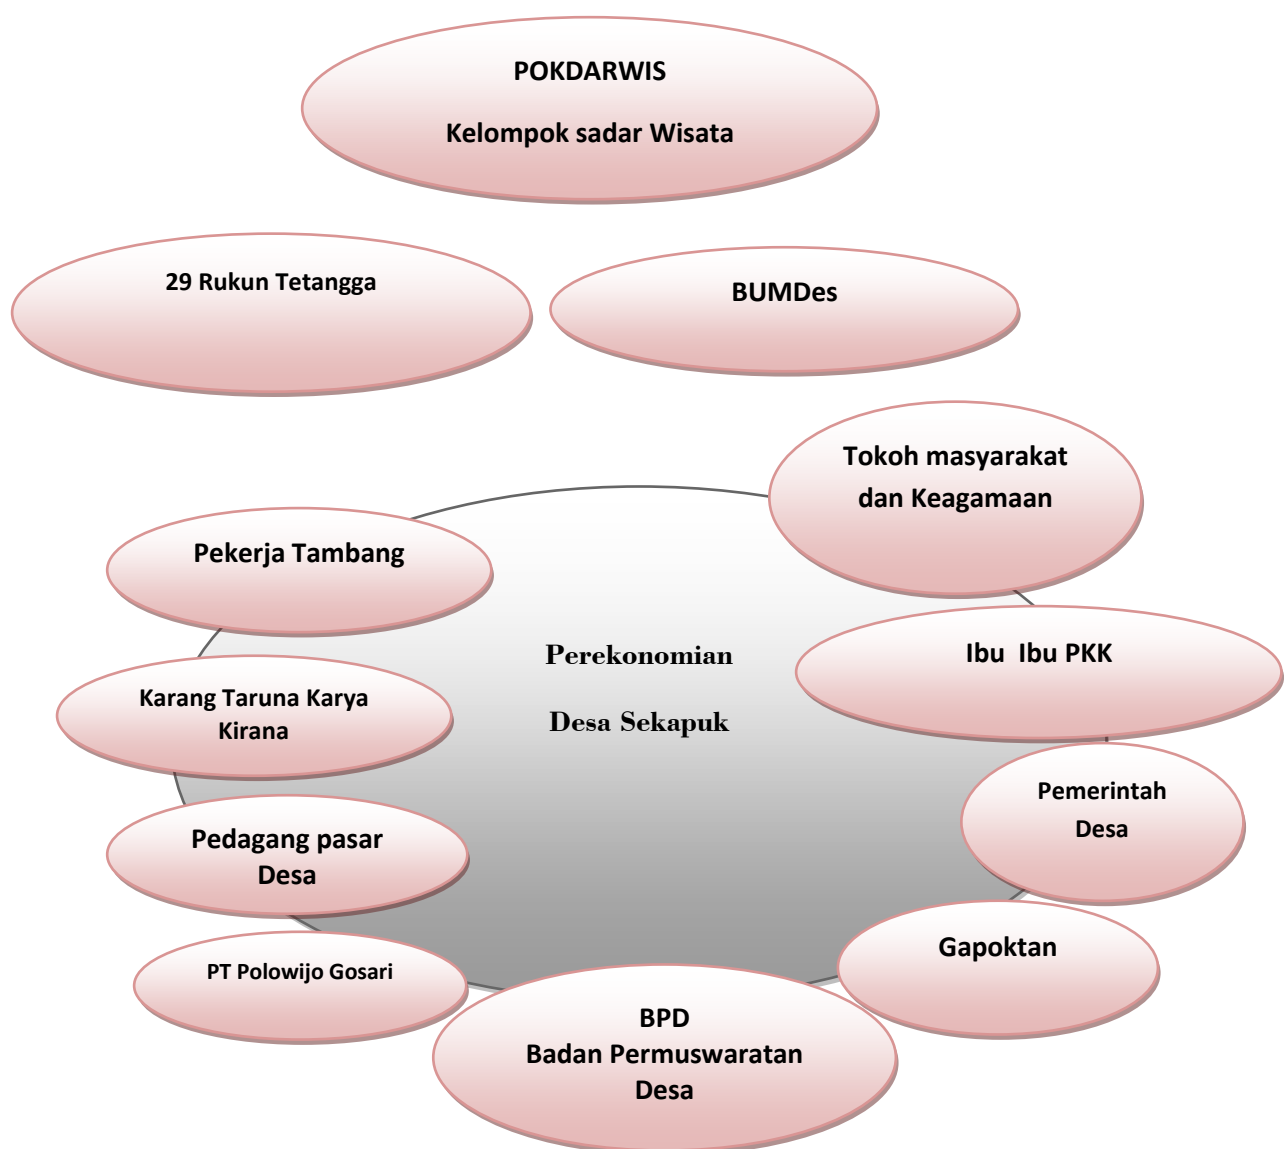 POKDARWIS
Kelompok sadar Wisata
29 Rukun Tetangga
BUMDes
Tokoh masyarakat
dan Keagamaan
Pekerja Tambang
Perekonomian
Desa Sekapuk
Ibu  Ibu PKK
Karang Taruna Karya
Kirana
Pemerintah
Desa
Pedagang pasar
Desa
Gapoktan
PT Polowijo Gosari
BPD
Badan Permuswaratan
Desa